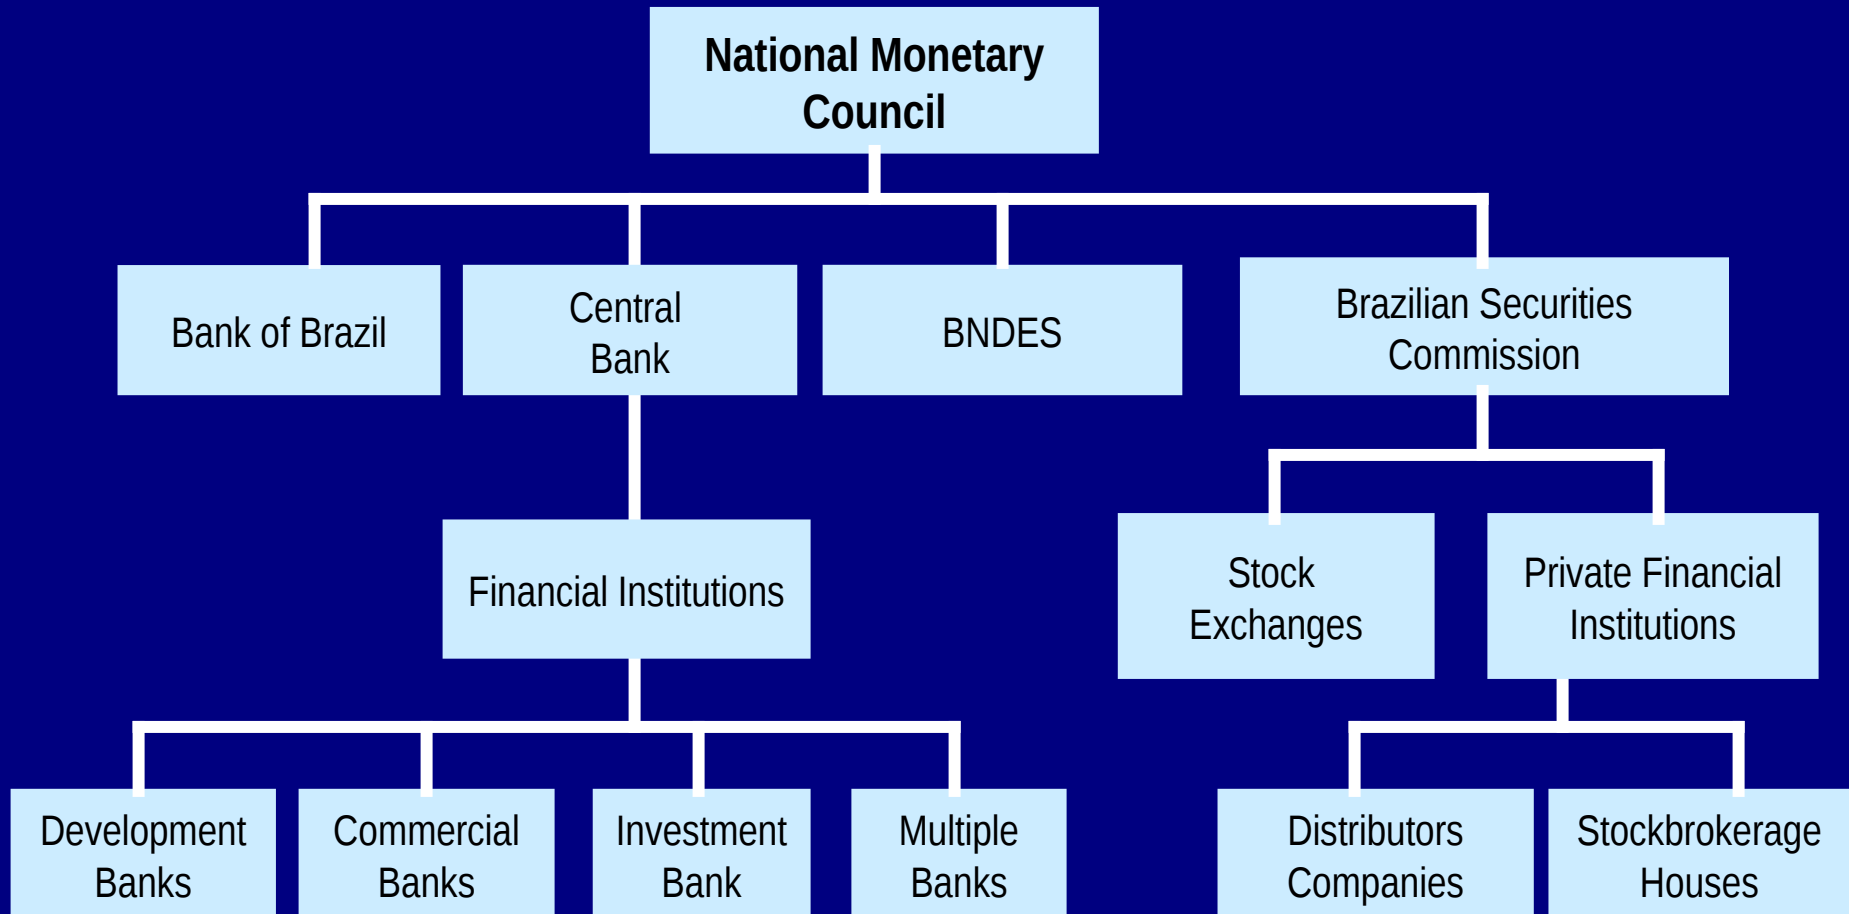 National Monetary
Council
Bank of Brazil
Central
Bank
BNDES
Brazilian Securities
Commission
Financial Institutions
Stock
Exchanges
Private Financial
Institutions
Development
Banks
Commercial
Banks
Investment
Bank
Multiple
Banks
Distributors
Companies
Stockbrokerage
Houses